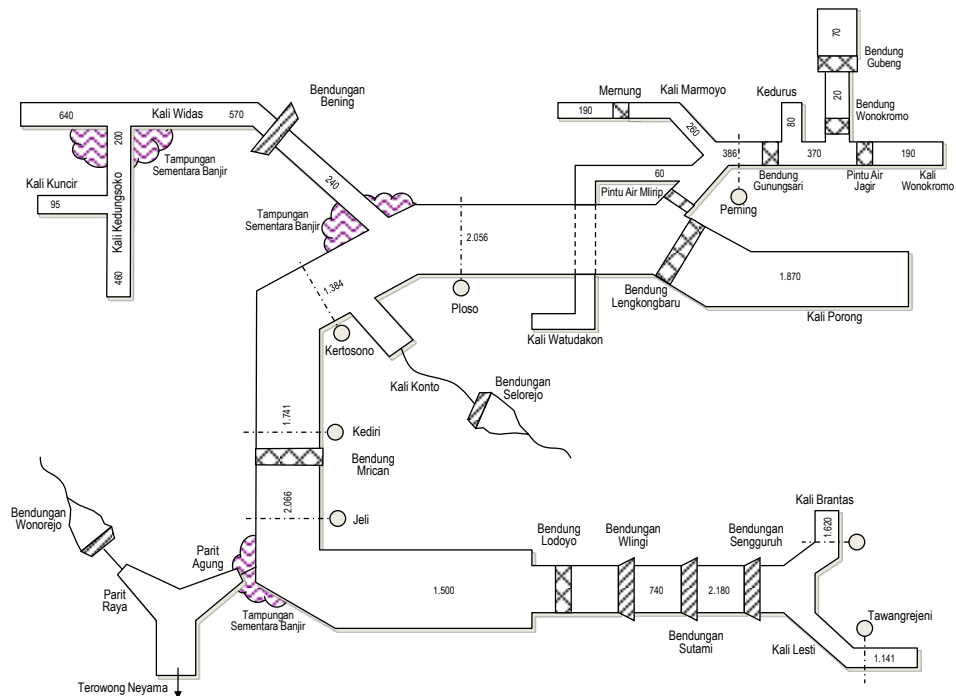 70
Bendung
Gubeng
20
Bendung
Wonokromo
Mernung
Kali Marmoyo
Kedurus
190
260
80
386
370
190
Bendung
Gunungsari
Pintu Air
Jagir
Kali
Wonokromo
Perning
60
Pintu Air Mlirip
Bendungan
Bening
640
Kali Widas
570
200
Tampungan
Sementara Banjir
Kali Kuncir
95
Kali Kedungsoko
460
240
Tampungan
Sementara Banjir
2.056
1.384
Ploso
Kertosono
Bendung
Lengkongbaru
1.870
Kali Porong
Kali Watudakon
Kali Konto
Bendungan
Selorejo
1.741
Kediri
Bendung
Mrican
2.066
Jeli
Bendungan
Wonorejo
Parit
Agung
Parit
Raya
Tampungan
Sementara Banjir
Terowong Neyama
1.500
Bendung
Lodoyo
Bendungan
Wlingi
Bendungan
Sengguruh
740
2.180
Bendungan
Sutami
Kali Brantas
1.620
Tawangrejeni
Kali Lesti
1.141